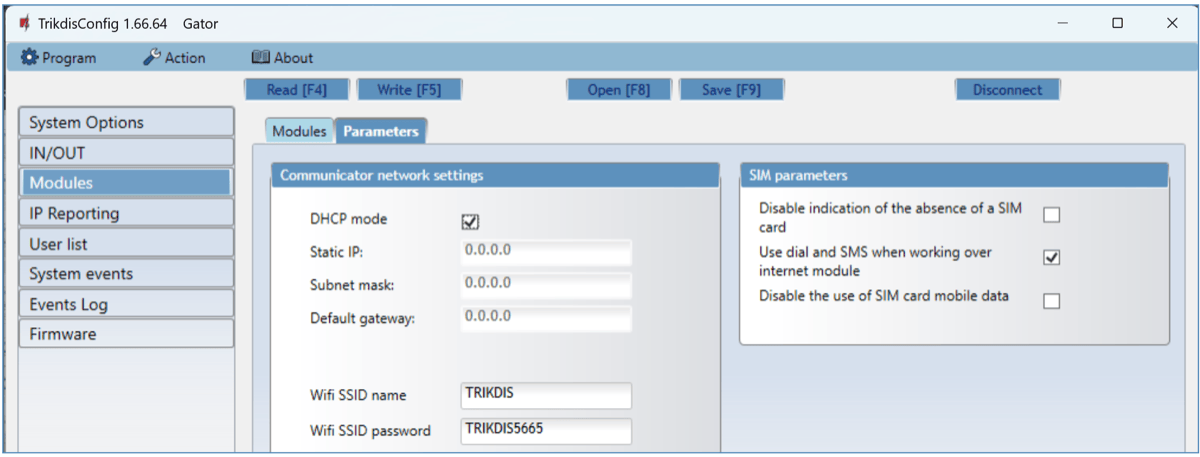 TrikdisConfig 1.66.64 Gator
Program Action About
Read [F4] Write [F5] Open [F8] Save [F9] Disconnect
System Options
IN/OUT
Modules
IP Reporting
User list
System events
Events Log
Firmware
Modules Parameters
Communicator network settings
DHCP mode
Static IP: 0.0.0.0
Subnet mask: 0.0.0.0
Default gateway: 0.0.0.0
Wifi SSID name TRIKDIS
Wifi SSID password TRIKDIS5665
SIM parameters
Disable indication of the absence of a SIM
card
Use dial and SMS when working over
internet module
Disable the use of SIM card mobile data